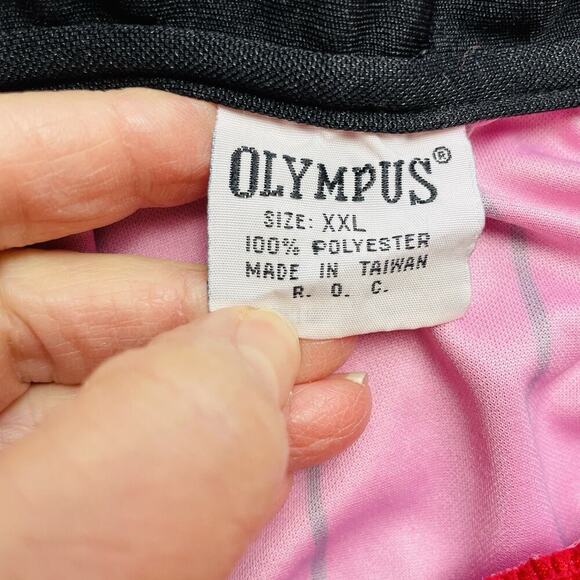 OLYMPUS®
SIZE: XXL
100% POLYESTER
MADE IN TAIWAN
R. O. C.